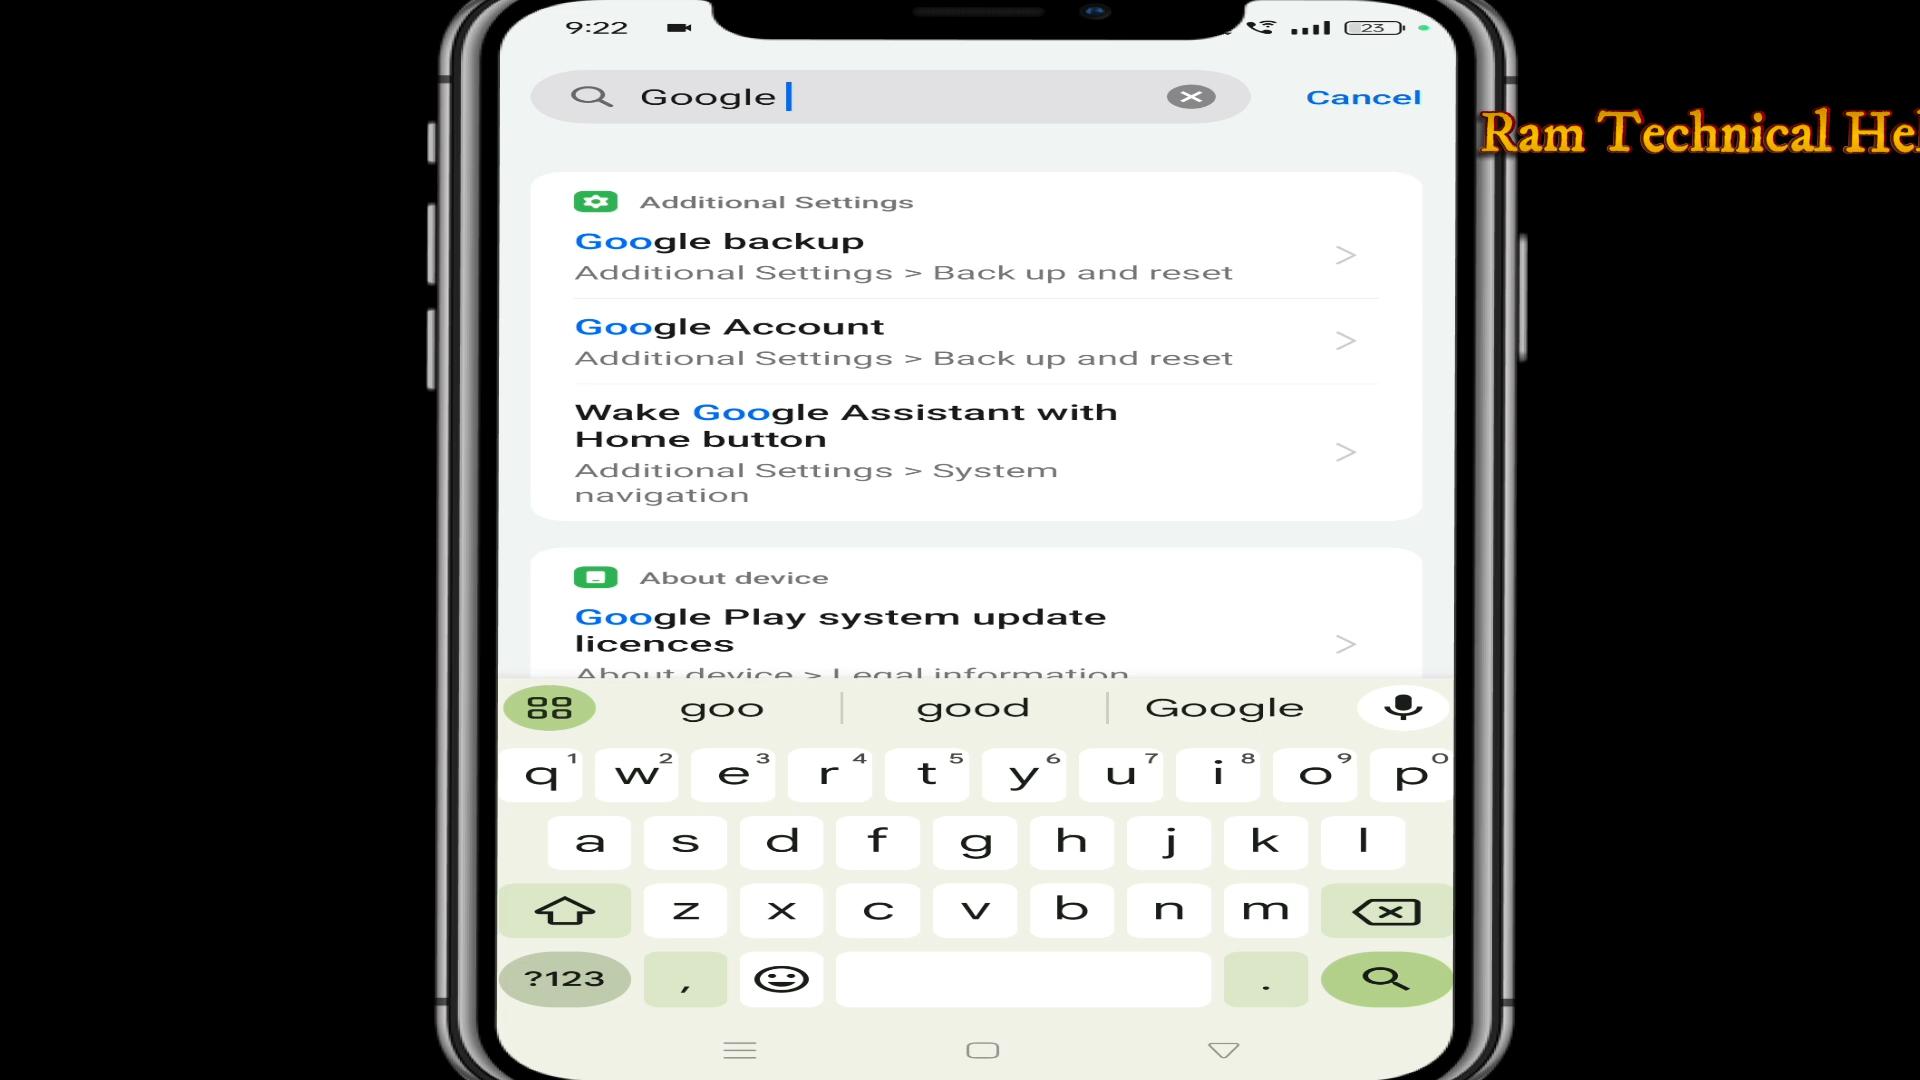 9:22
23
Google
Cancel
Ram Technical Hel
Additional Settings
Google backup
Additional Settings > Back up and reset
Google Account
Additional Settings > Back up and reset
Wake Google Assistant with
Home button
Additional Settings > System
navigation
About device
Google Play system update
licences
About device > Legal information
goo
good
Google
q1 w2 e3 r4 t5 y6 u7 i8 o9 p0
a s d f g h j k l
z x c v b n m
?123 , .